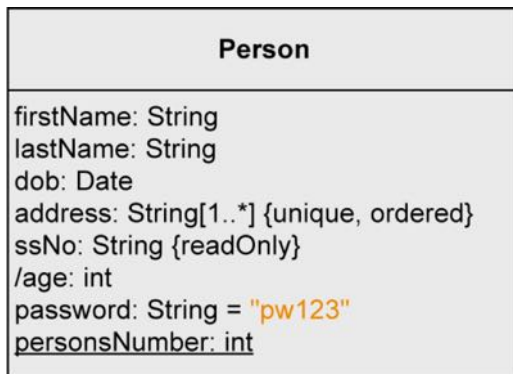 Person
firstName: String
lastName: String
dob: Date
address: String[1..*] {unique, ordered}
ssNo: String {readOnly}
/age: int
password: String = "pw123"
personsNumber: int